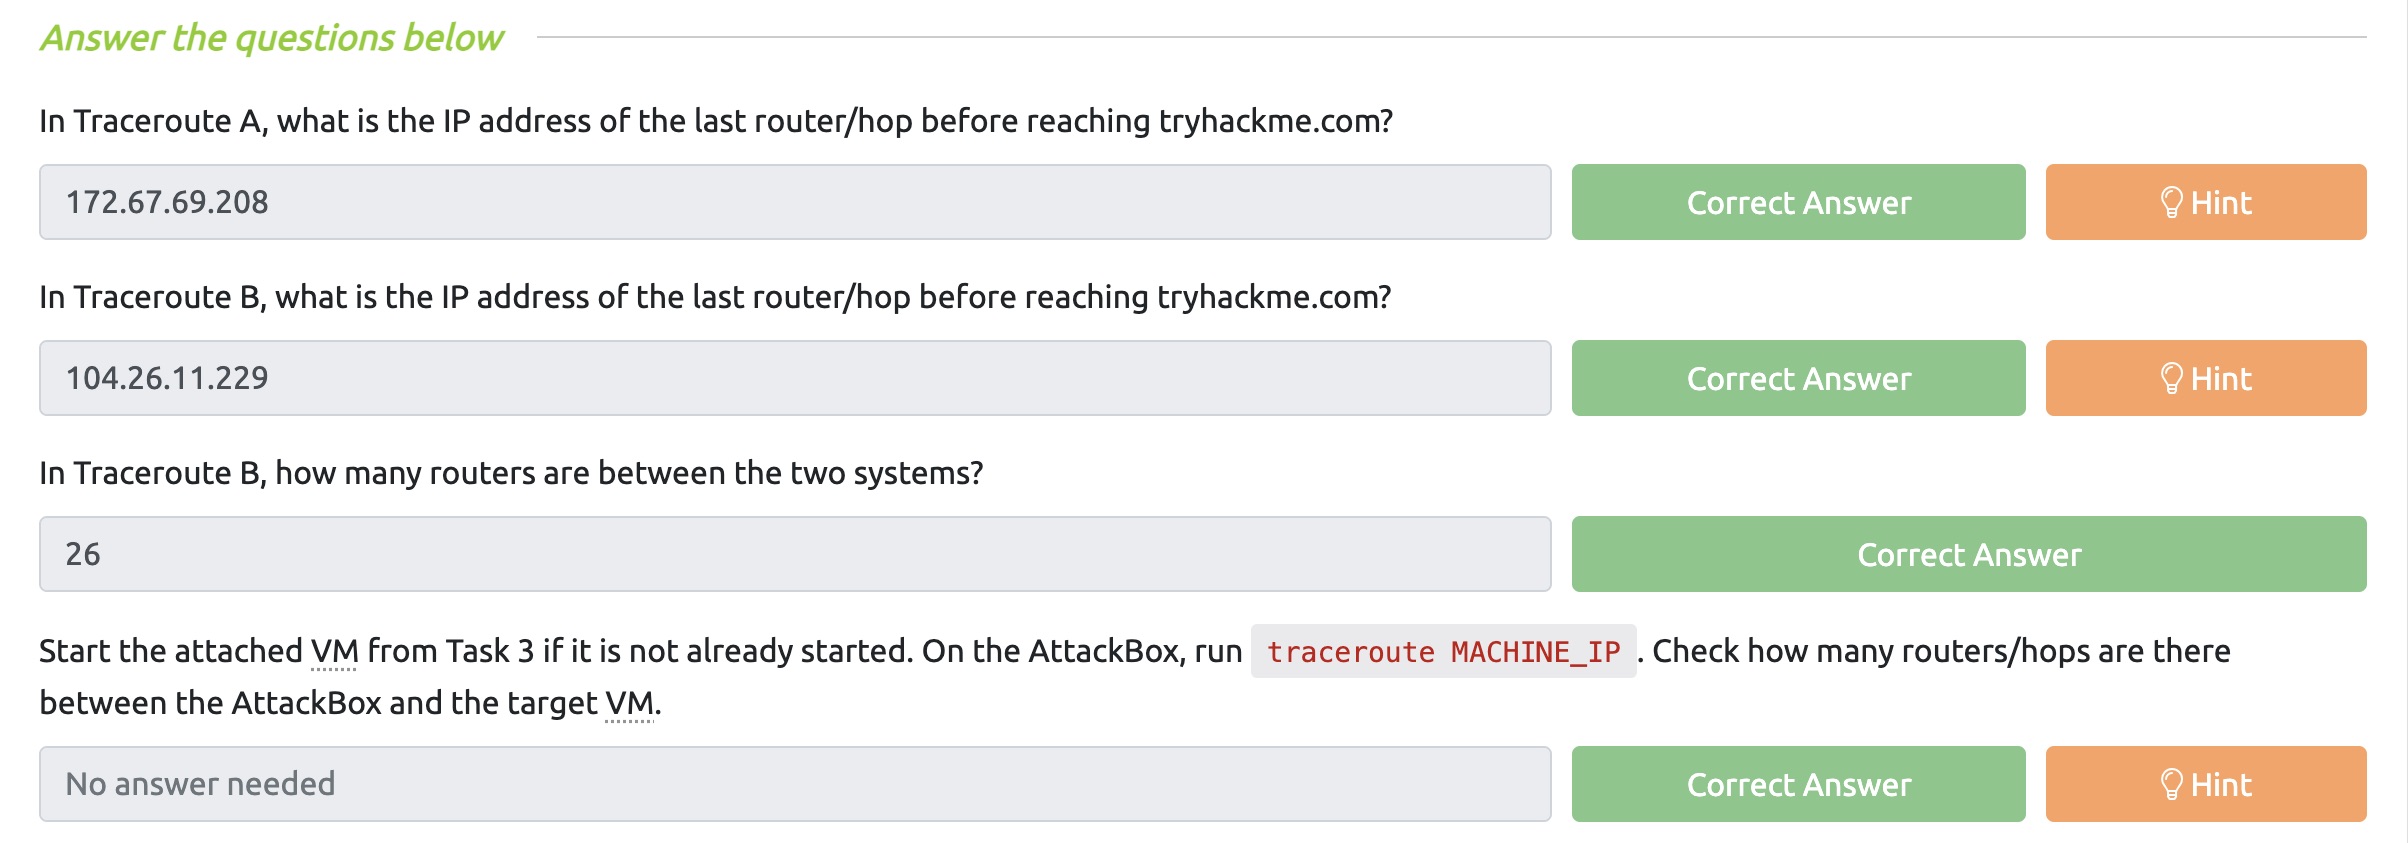 Answer the questions below
In Traceroute A, what is the IP address of the last router/hop before reaching tryhackme.com?
172.67.69.208 Correct Answer Hint
In Traceroute B, what is the IP address of the last router/hop before reaching tryhackme.com?
104.26.11.229 Correct Answer Hint
In Traceroute B, how many routers are between the two systems?
26 Correct Answer
Start the attached VM from Task 3 if it is not already started. On the AttackBox, run traceroute MACHINE_IP. Check how many routers/hops are there
between the AttackBox and the target VM.
No answer needed Correct Answer Hint